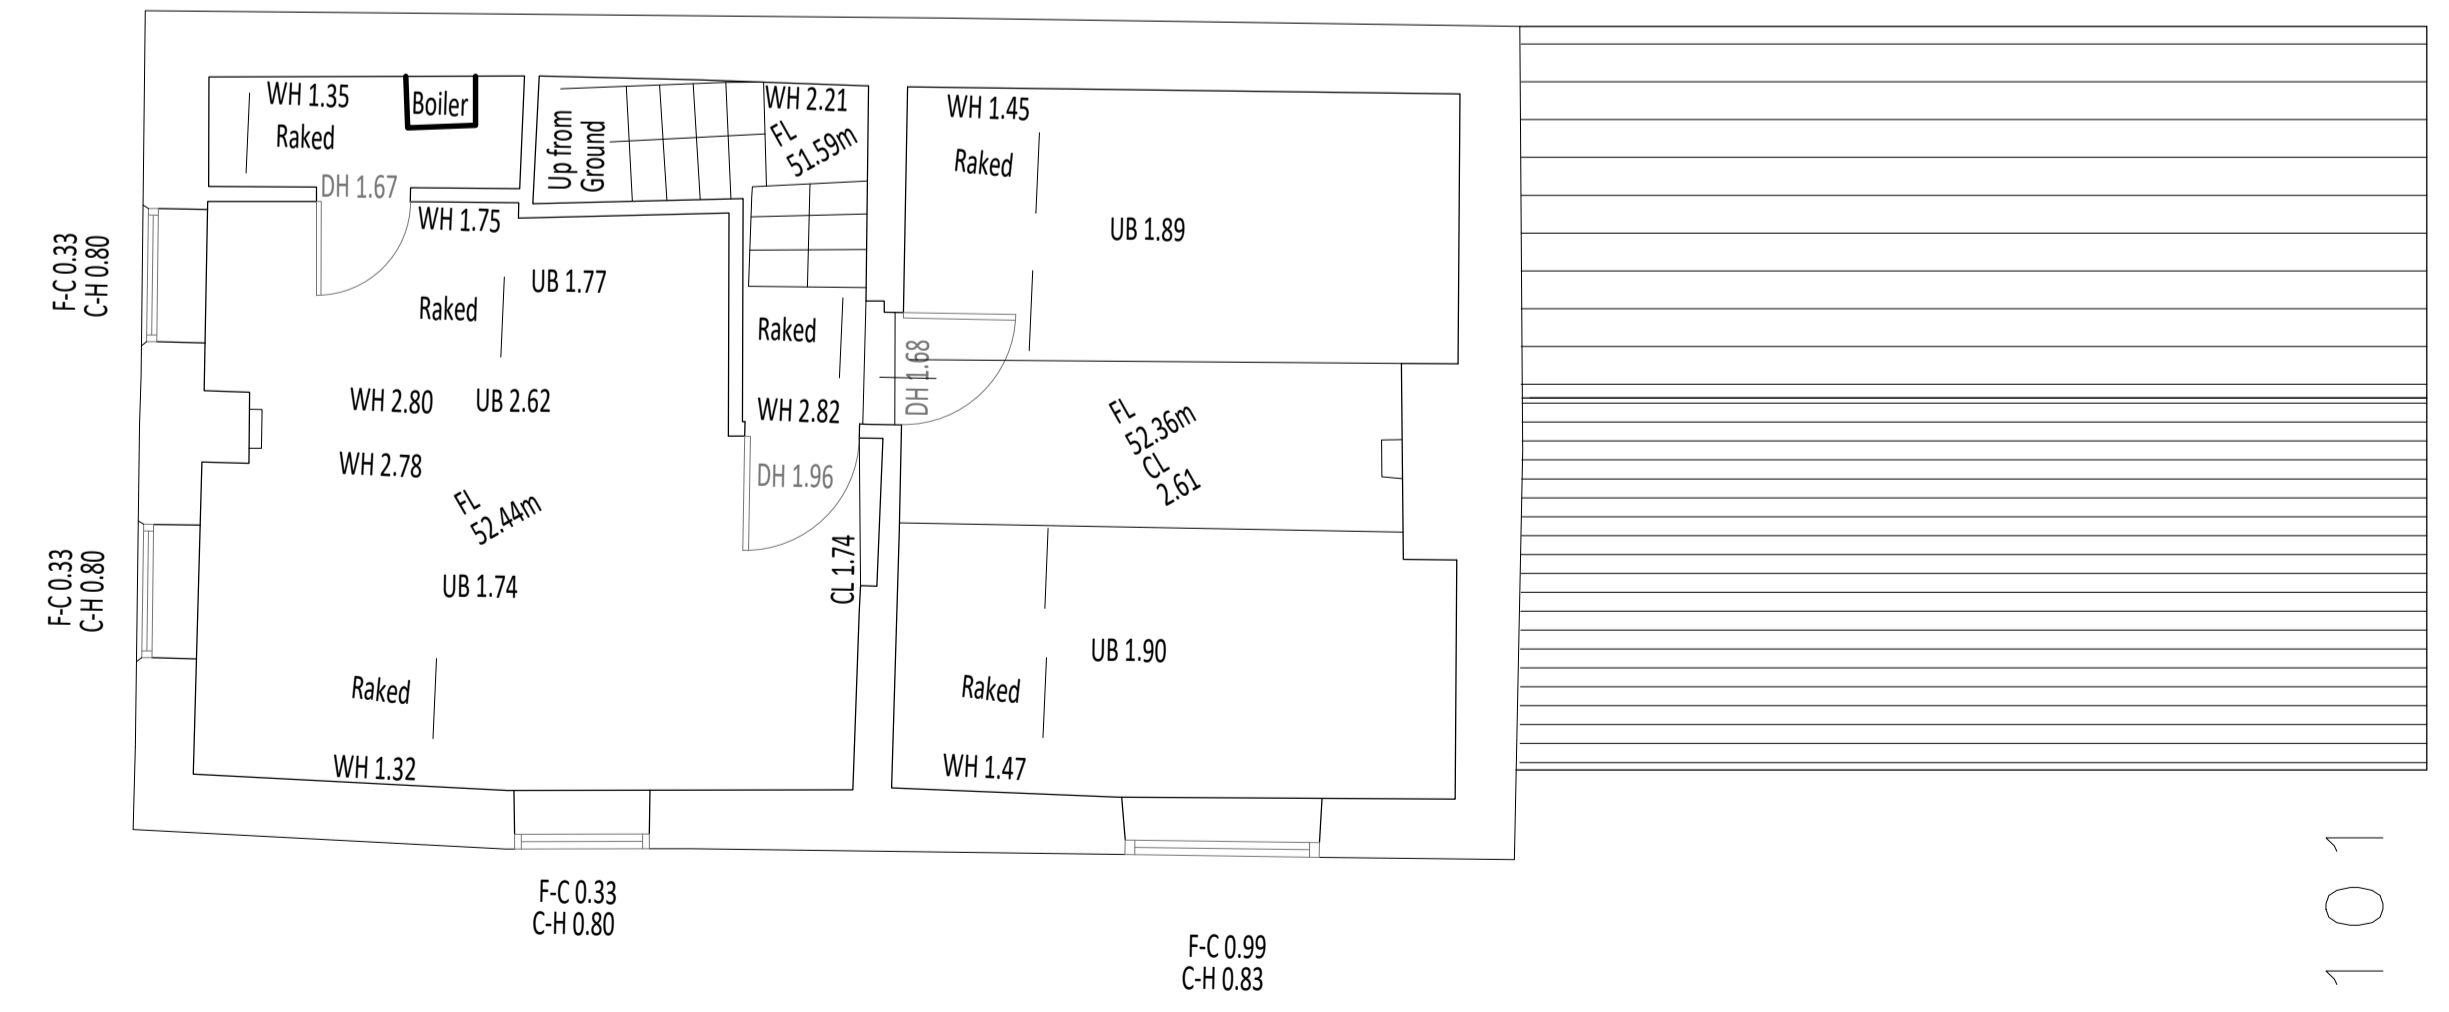 WH 1.35
Boiler
Raked
DH 1.67
Up from
Ground
WH 2.21
FL
51.59m
WH 1.45
Raked
UB 1.89
F-C 0.33
C-H 0.80
WH 1.75
UB 1.77
Raked
Raked
DH 1.68
WH 2.80
UB 2.62
WH 2.82
WH 2.78
DH 1.96
FL
52.44m
FL
52.36m
CL
2.61
F-C 0.33
C-H 0.80
UB 1.74
CL 1.74
UB 1.90
Raked
Raked
WH 1.32
WH 1.47
F-C 0.33
C-H 0.80
F-C 0.99
C-H 0.83
101